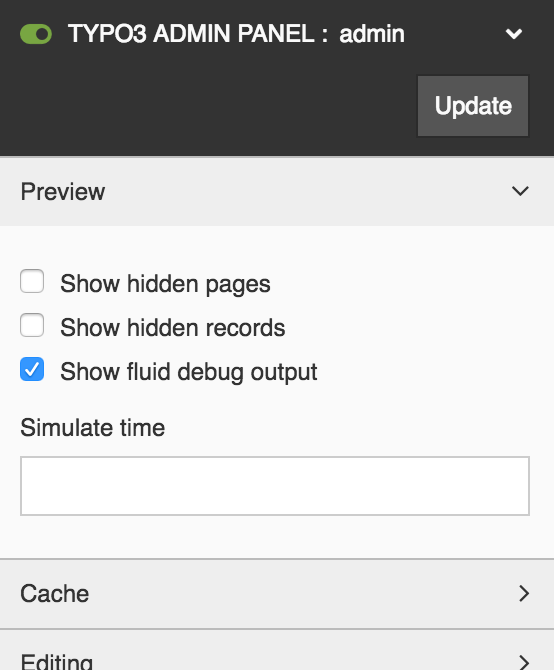 TYPO3 ADMIN PANEL : admin
Update
Preview
Show hidden pages
Show hidden records
Show fluid debug output
Simulate time
Cache
Editing